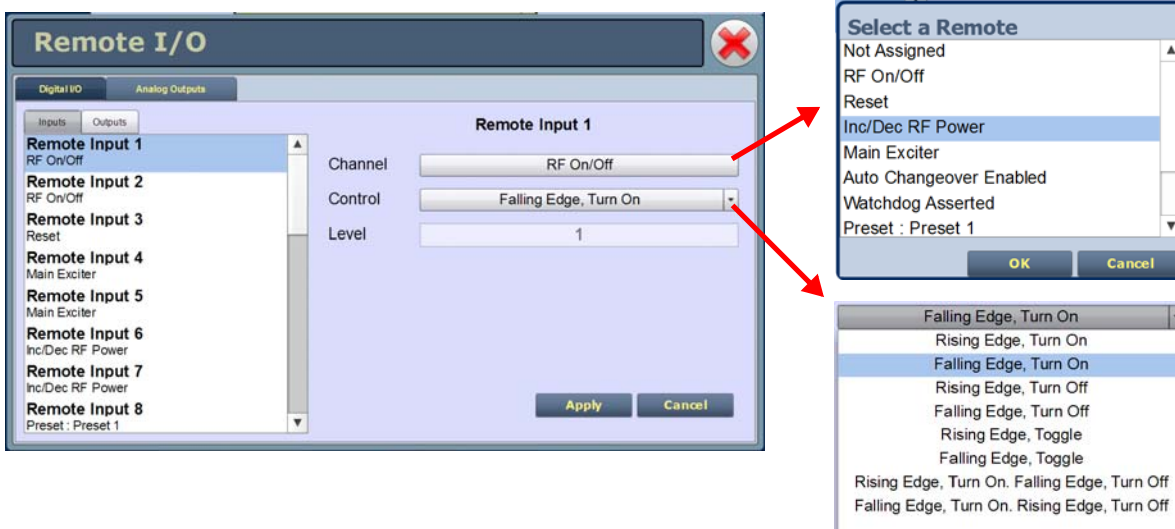 Remote I/O
Digital I/O
Analog Outputs
Inputs
Outputs
Remote Input 1
RF On/Off
Remote Input 2
RF On/Off
Remote Input 3
Reset
Remote Input 4
Main Exciter
Remote Input 5
Main Exciter
Remote Input 6
Inc/Dec RF Power
Remote Input 7
Inc/Dec RF Power
Remote Input 8
Preset : Preset 1
Remote Input 1
Channel
RF On/Off
Control
Falling Edge, Turn On
Level
1
Apply
Cancel
Select a Remote
Not Assigned
RF On/Off
Reset
Inc/Dec RF Power
Main Exciter
Auto Changeover Enabled
Watchdog Asserted
Preset : Preset 1
OK
Cancel
Falling Edge, Turn On
Rising Edge, Turn On
Falling Edge, Turn On
Rising Edge, Turn Off
Falling Edge, Turn Off
Rising Edge, Toggle
Falling Edge, Toggle
Rising Edge, Turn On. Falling Edge, Turn Off
Falling Edge, Turn On. Rising Edge, Turn Off